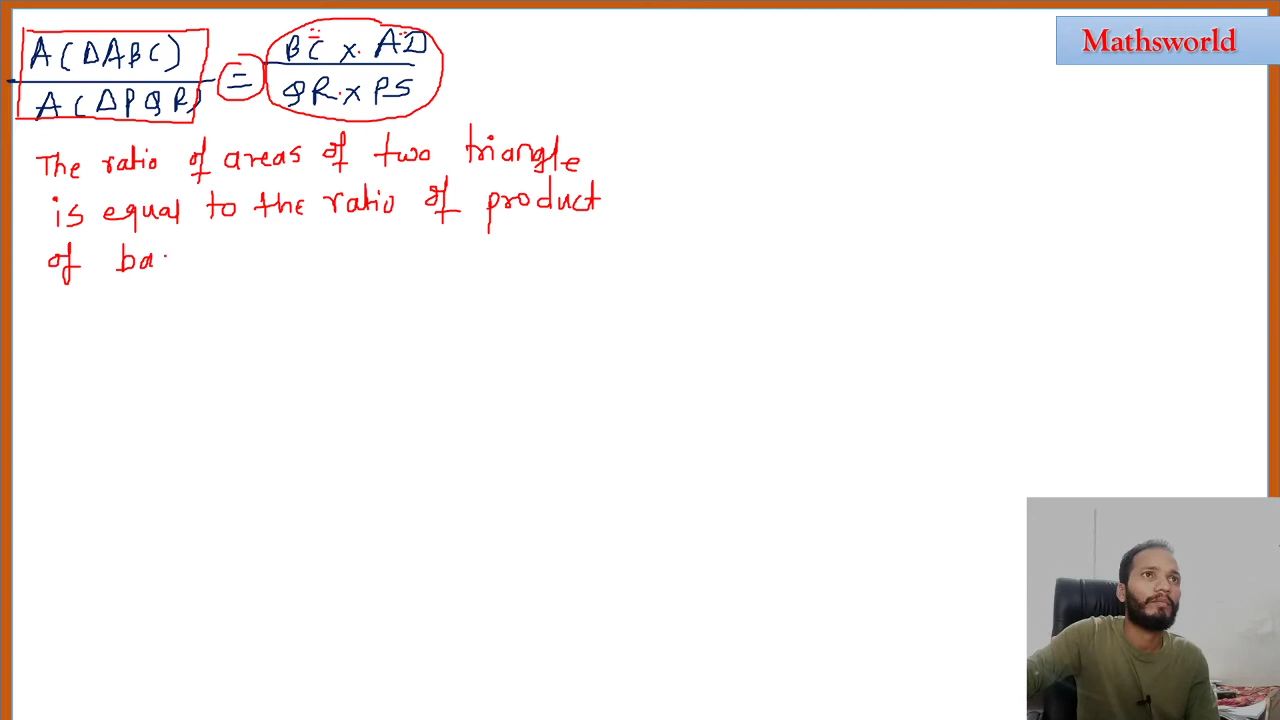 A(ΔABC) / A(ΔPQR) = BC × AD / QR × PS
Mathsworld
The ratio of areas of two triangle
is equal to the ratio of product
of ba